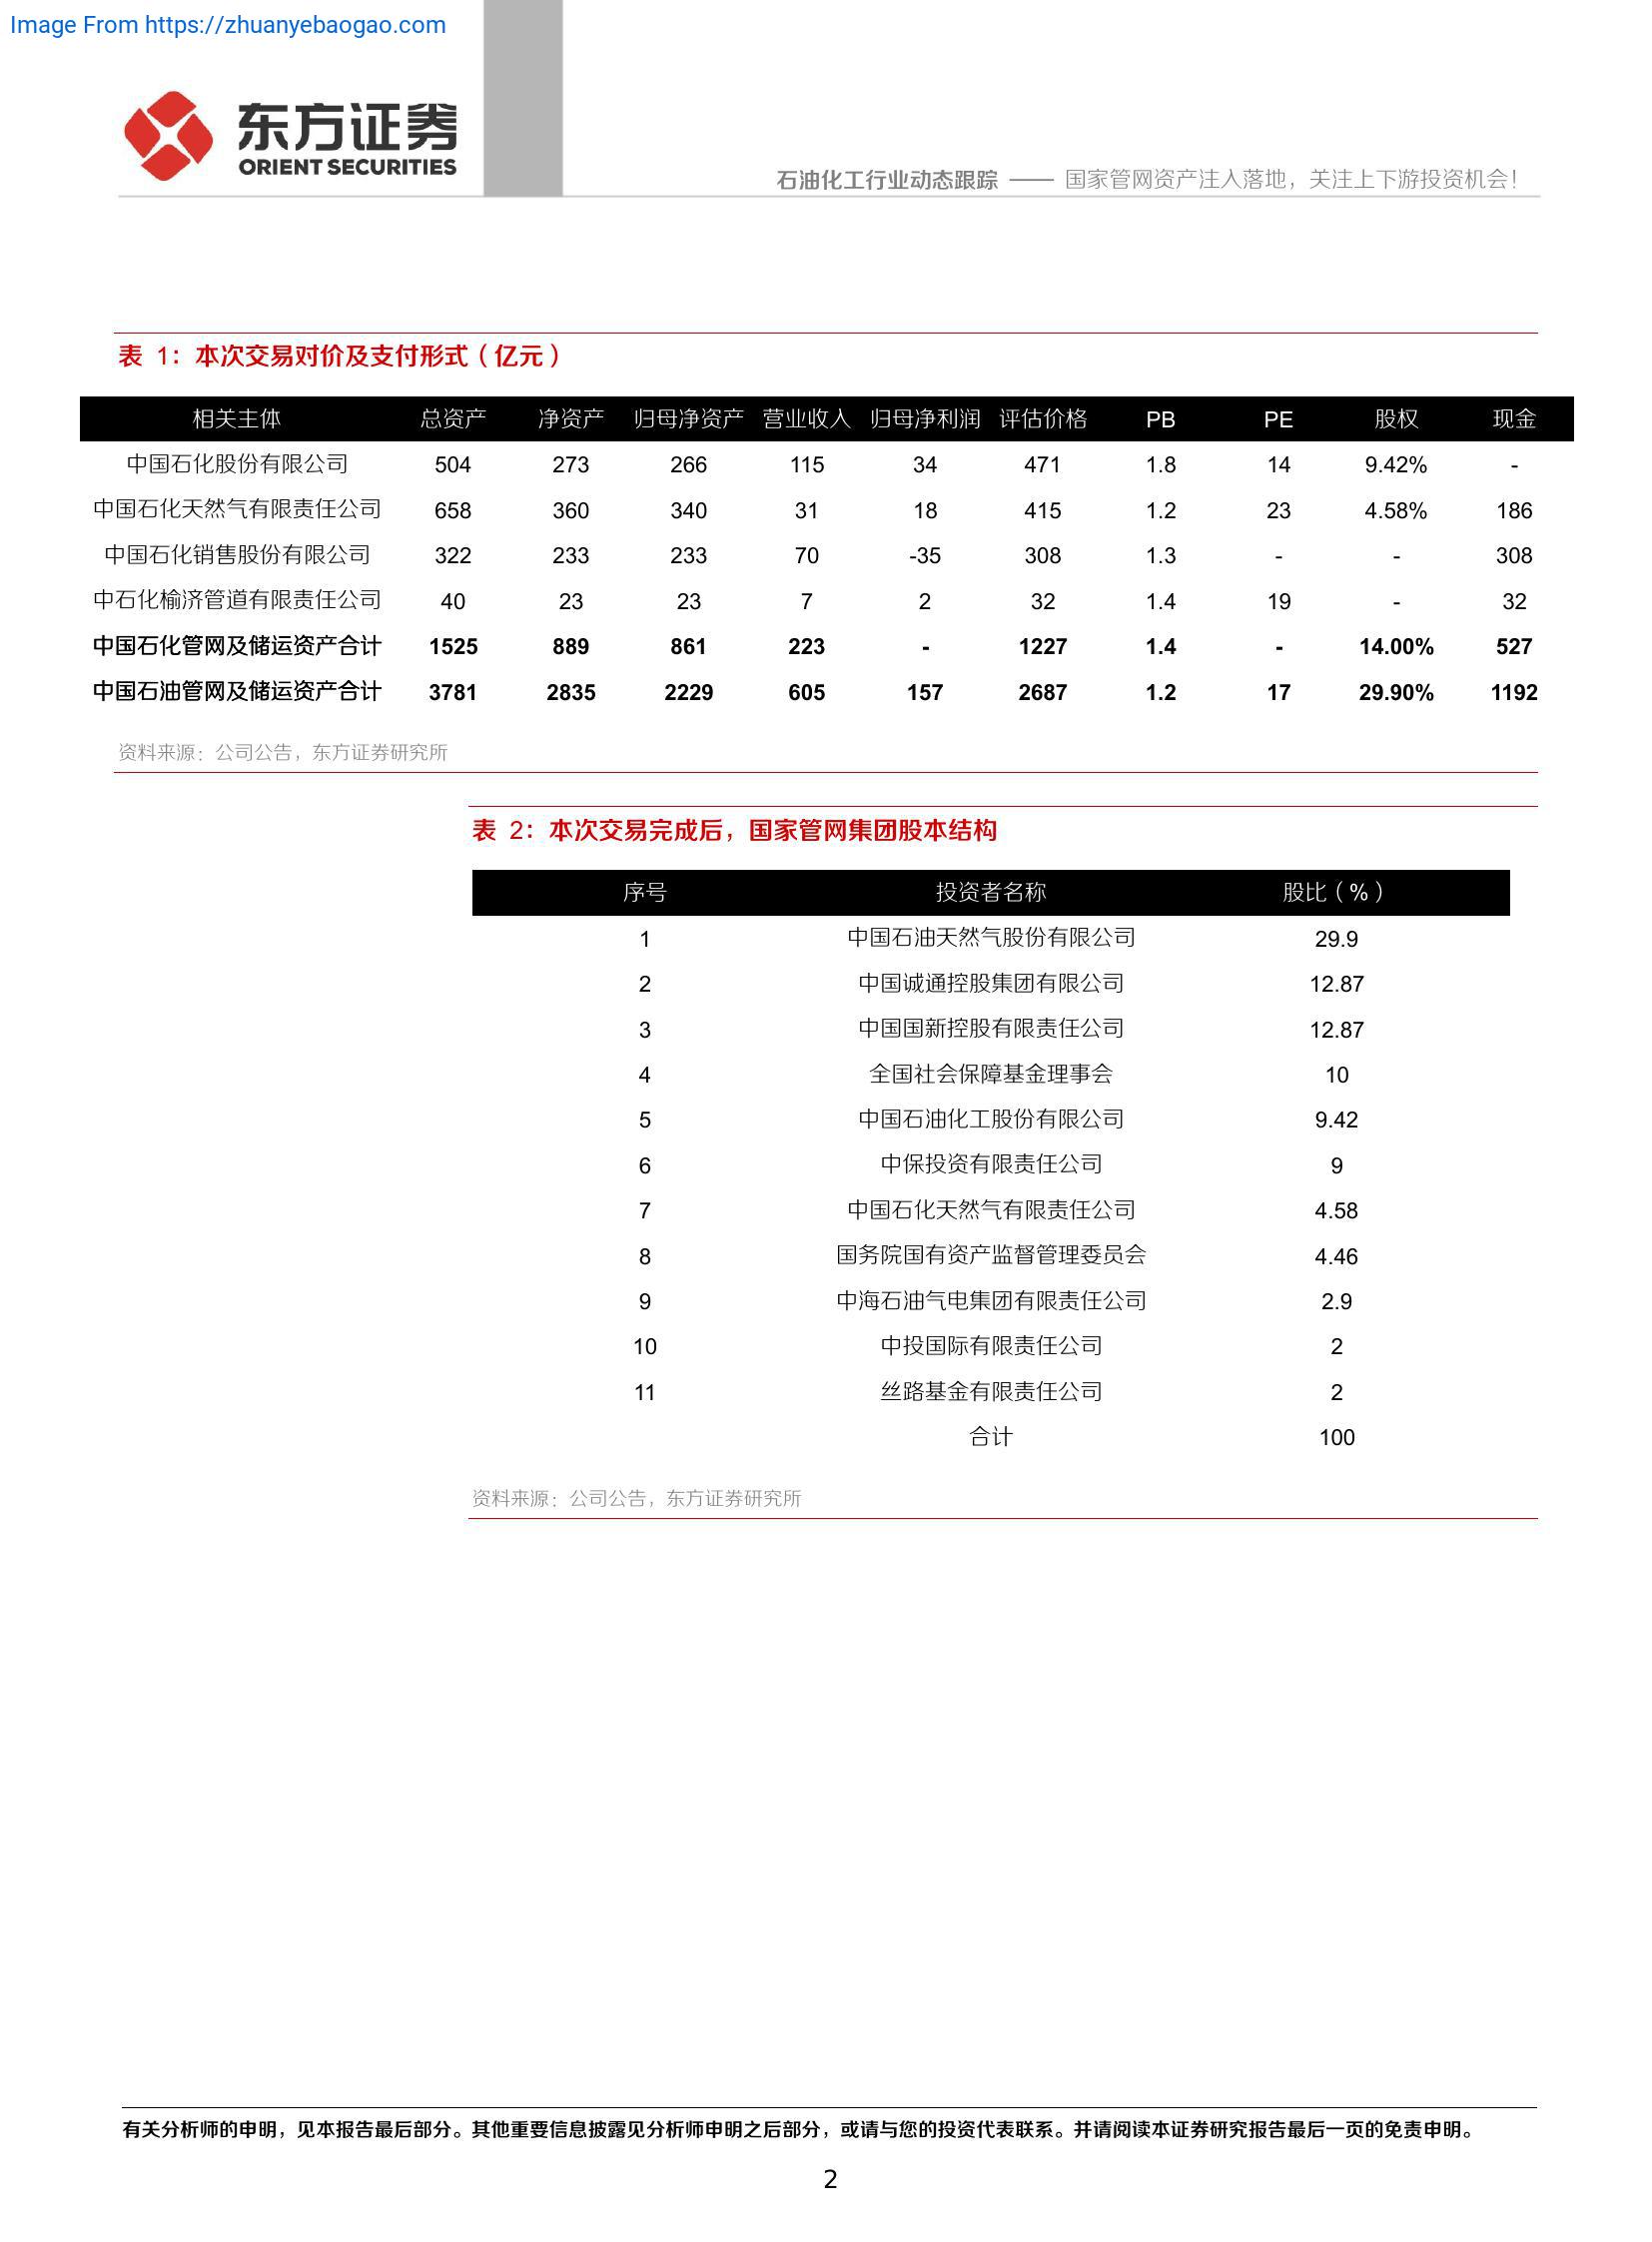 Image From https://zhuanyebaogao.com
东方证券
ORIENT SECURITIES
石油化工行业动态跟踪 —— 国家管网资产注入落地，关注上下游投资机会！
表 1：本次交易对价及支付形式（亿元）
相关主体 总资产 净资产 归母净资产 营业收入 归母净利润 评估价格 PB PE 股权 现金
中国石化股份有限公司 504 273 266 115 34 471 1.8 14 9.42% -
中国石化天然气有限责任公司 658 360 340 31 18 415 1.2 23 4.58% 186
中国石化销售股份有限公司 322 233 233 70 -35 308 1.3 - - 308
中石化榆济管道有限责任公司 40 23 23 7 2 32 1.4 19 - 32
中国石化管网及储运资产合计 1525 889 861 223 - 1227 1.4 - 14.00% 527
中国石油管网及储运资产合计 3781 2835 2229 605 157 2687 1.2 17 29.90% 1192
资料来源：公司公告，东方证券研究所
表 2：本次交易完成后，国家管网集团股本结构
序号 投资者名称 股比（%）
1 中国石油天然气股份有限公司 29.9
2 中国诚通控股集团有限公司 12.87
3 中国国新控股有限责任公司 12.87
4 全国社会保障基金理事会 10
5 中国石油化工股份有限公司 9.42
6 中保投资有限责任公司 9
7 中国石化天然气有限责任公司 4.58
8 国务院国有资产监督管理委员会 4.46
9 中海石油气电集团有限责任公司 2.9
10 中投国际有限责任公司 2
11 丝路基金有限责任公司 2
合计 100
资料来源：公司公告，东方证券研究所
有关分析师的申明，见本报告最后部分。其他重要信息披露见分析师申明之后部分，或请与您的投资代表联系。并请阅读本证券研究报告最后一页的免责申明。
2